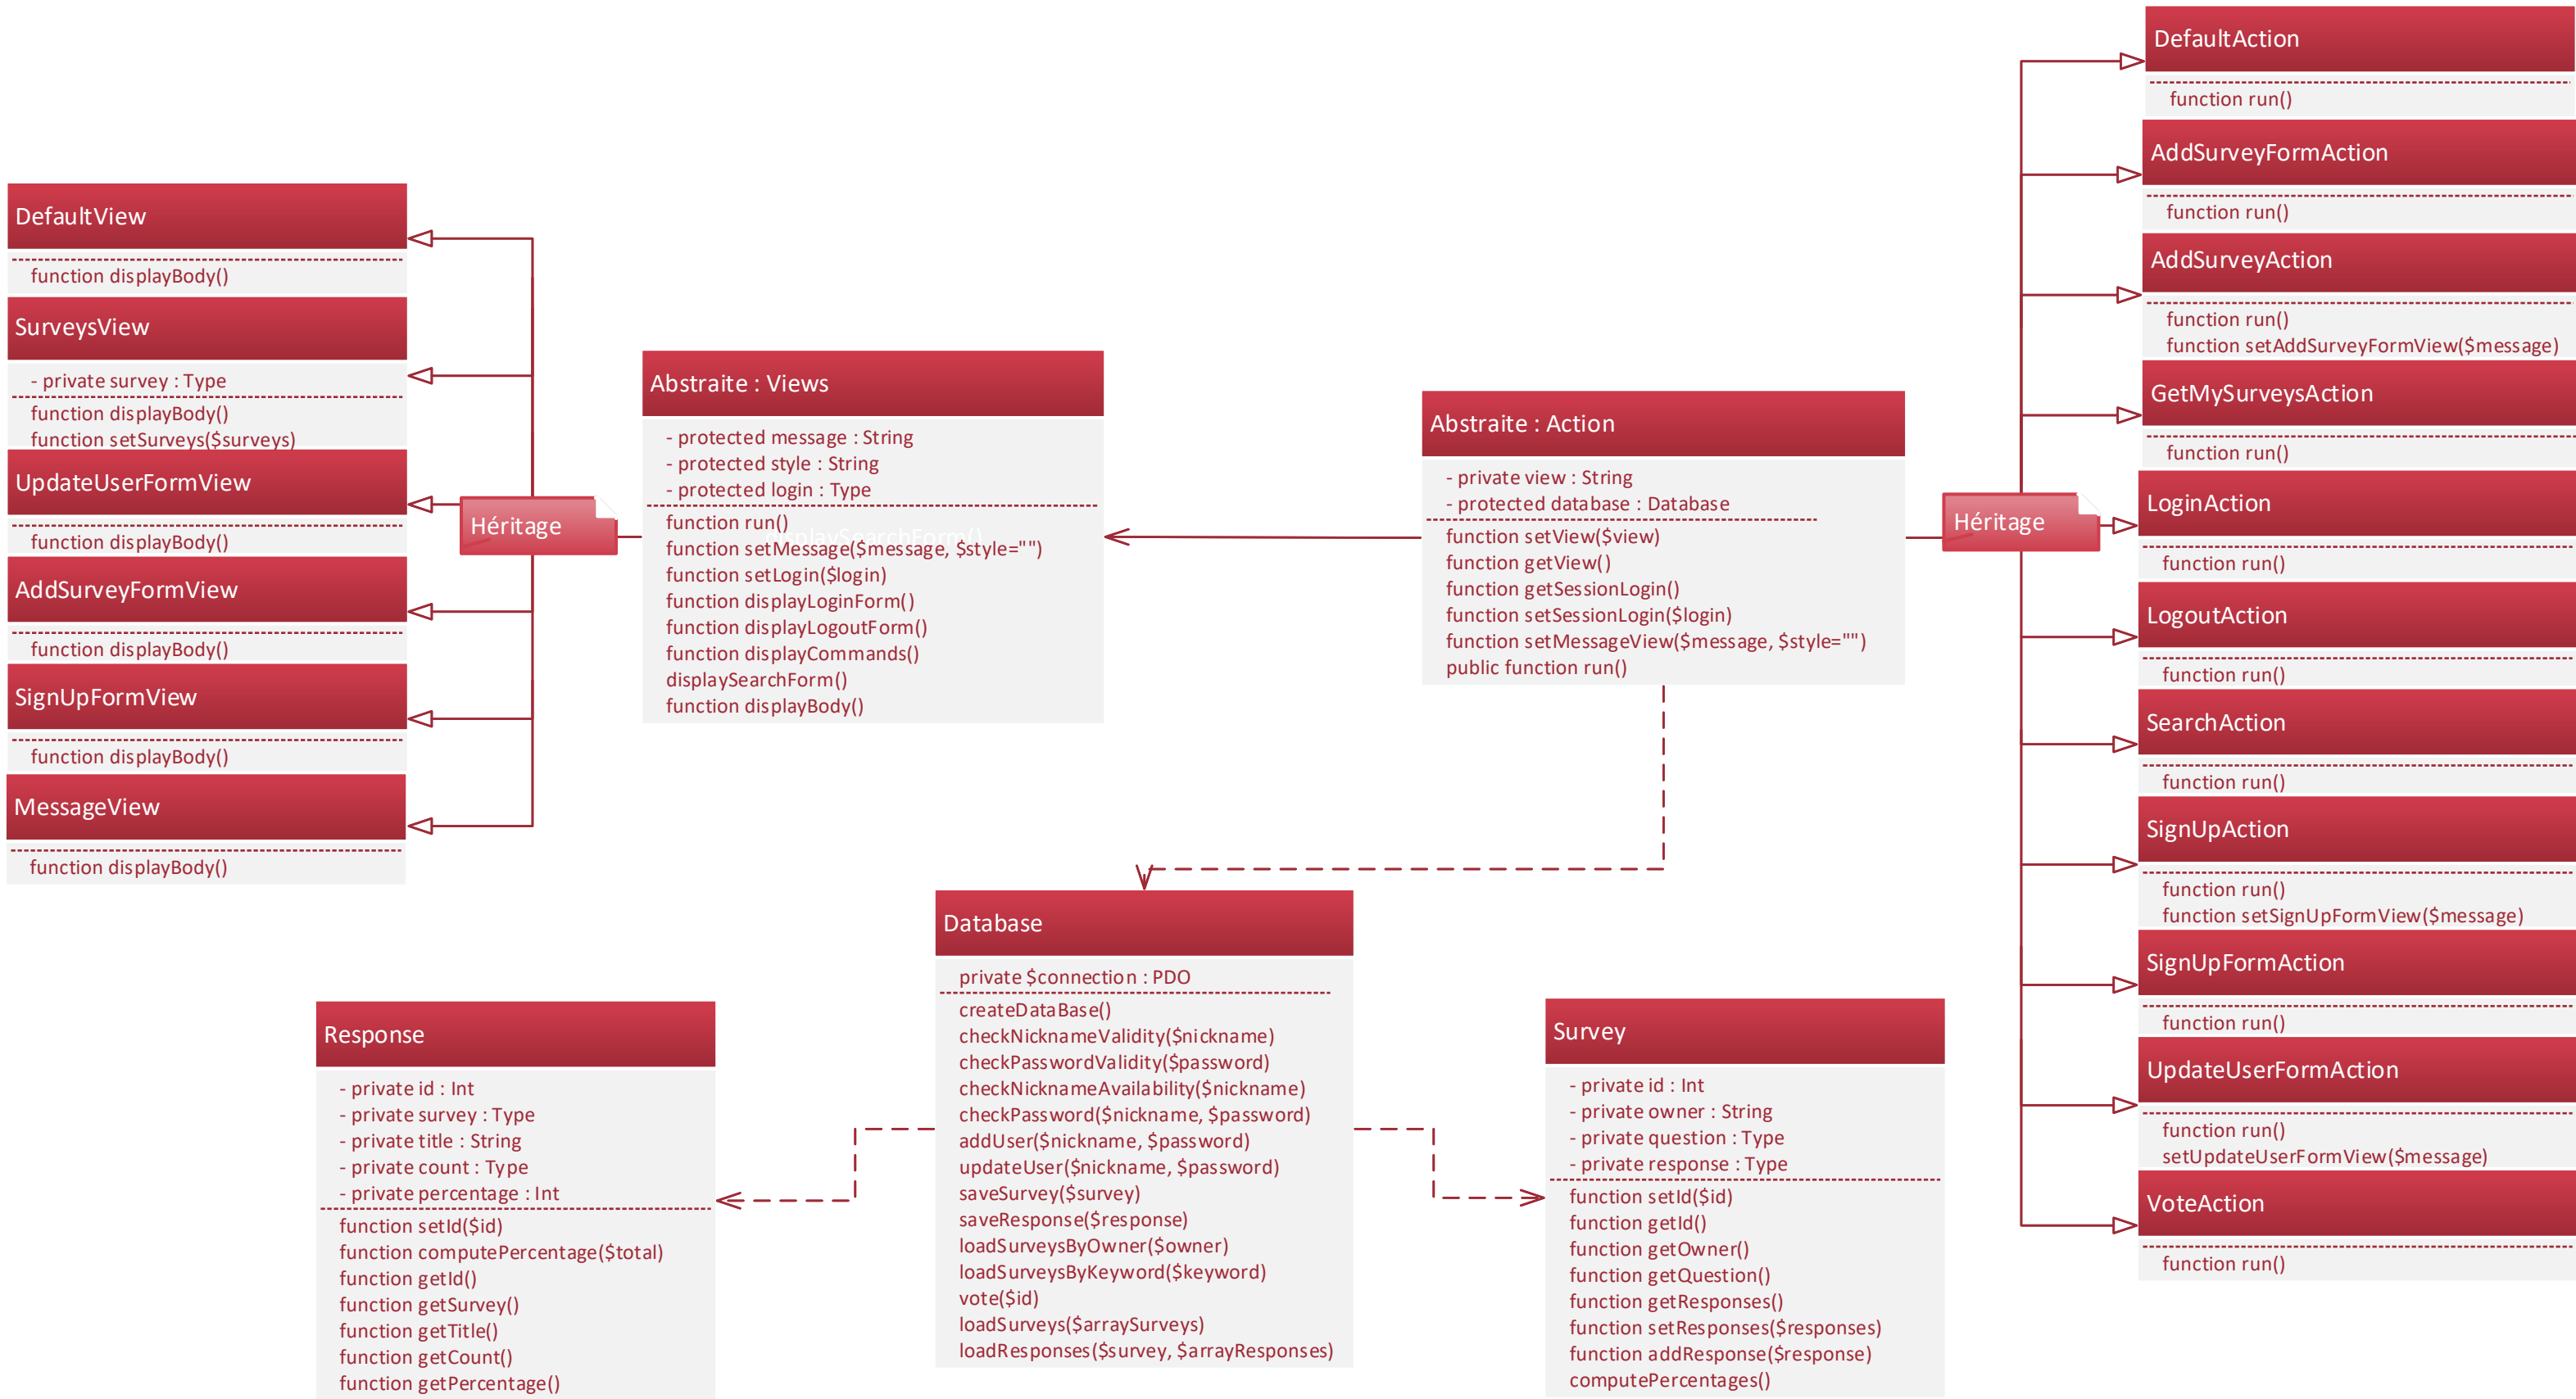 DefaultView
function displayBody()
SurveysView
- private survey : Type
function displayBody()
function setSurveys($surveys)
UpdateUserFormView
function displayBody()
AddSurveyFormView
function displayBody()
SignUpFormView
function displayBody()
MessageView
function displayBody()
Héritage
Abstraite : Views
- protected message : String
- protected style : String
- protected login : Type
function run()
displaySearchForm()
function setMessage($message, $style="")
function setLogin($login)
function displayLoginForm()
function displayLogoutForm()
function displayCommands()
displaySearchForm()
function displayBody()
Abstraite : Action
- private view : String
- protected database : Database
function setView($view)
function getView()
function getSessionLogin()
function setSessionLogin($login)
function setMessageView($message, $style="")
public function run()
Héritage
DefaultAction
function run()
AddSurveyFormAction
function run()
AddSurveyAction
function run()
function setAddSurveyFormView($message)
GetMySurveysAction
function run()
LoginAction
function run()
LogoutAction
function run()
SearchAction
function run()
SignUpAction
function run()
function setSignUpFormView($message)
SignUpFormAction
function run()
UpdateUserFormAction
function run()
setUpdateUserFormView($message)
VoteAction
function run()
Response
- private id : Int
- private survey : Type
- private title : String
- private count : Type
- private percentage : Int
function setId($id)
function computePercentage($total)
function getId()
function getSurvey()
function getTitle()
function getCount()
function getPercentage()
Database
private $connection : PDO
createDataBase()
checkNicknameValidity($nickname)
checkPasswordValidity($password)
checkNicknameAvailability($nickname)
checkPassword($nickname, $password)
addUser($nickname, $password)
updateUser($nickname, $password)
saveSurvey($survey)
saveResponse($response)
loadSurveysByOwner($owner)
loadSurveysByKeyword($keyword)
vote($id)
loadSurveys($arraySurveys)
loadResponses($survey, $arrayResponses)
Survey
- private id : Int
- private owner : String
- private question : Type
- private response : Type
function setId($id)
function getId()
function getOwner()
function getQuestion()
function getResponses()
function setResponses($responses)
function addResponse($response)
computePercentages()